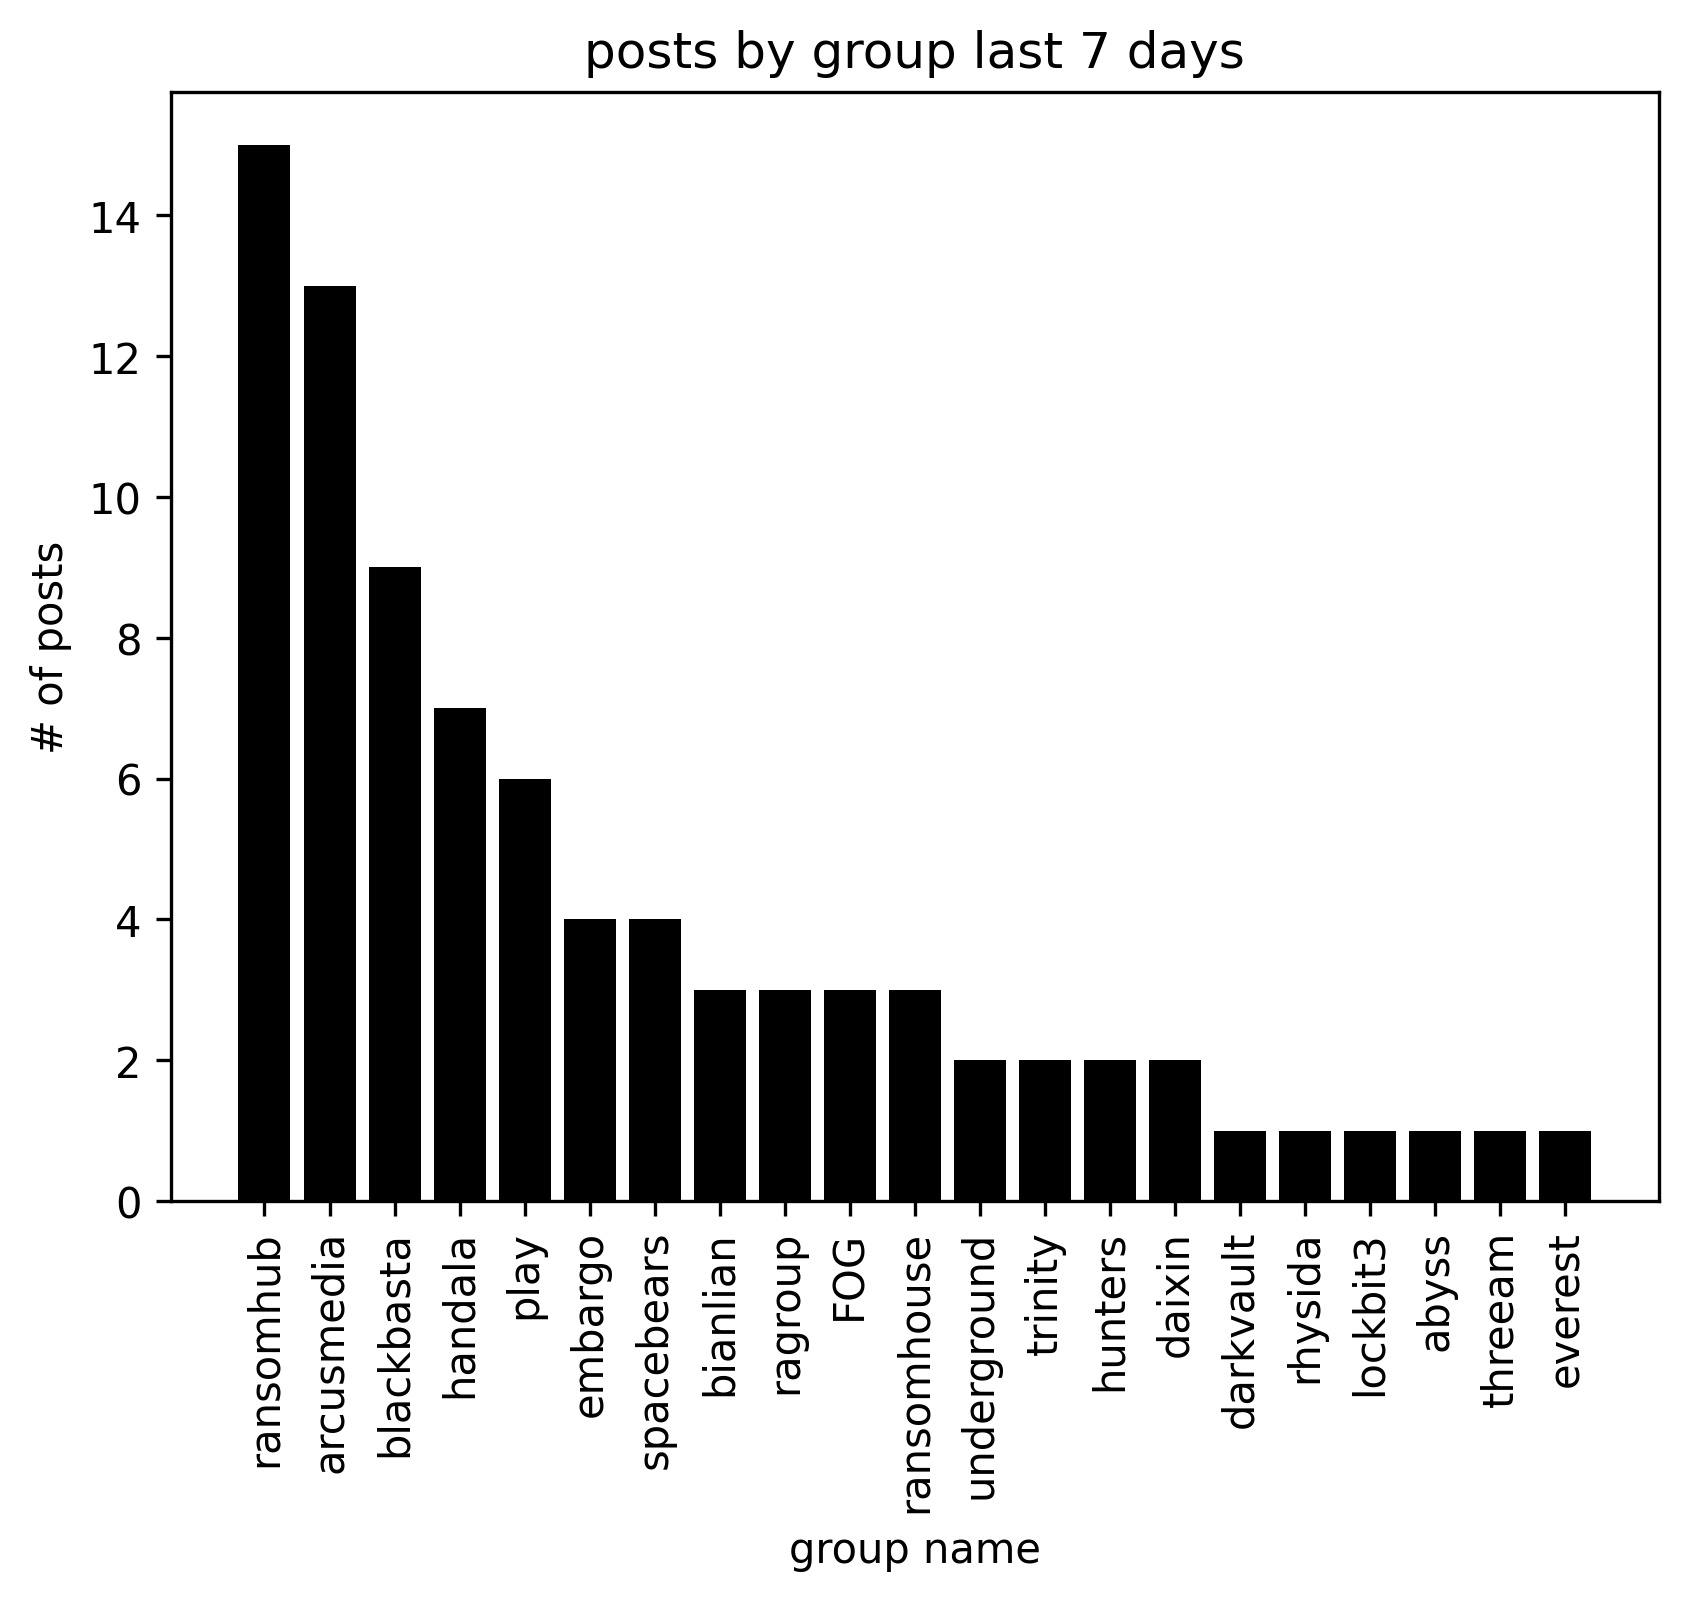 posts by group last 7 days
14
12
10
8
6
4
2
0
# of posts
ransomhub
arcusmedia
blackbasta
handala
play
embargo
spacebears
bianlian
ragroup
FOG
ransomhouse
underground
trinity
hunters
daixin
darkvault
rhysida
lockbit3
abyss
threeam
everest
group name